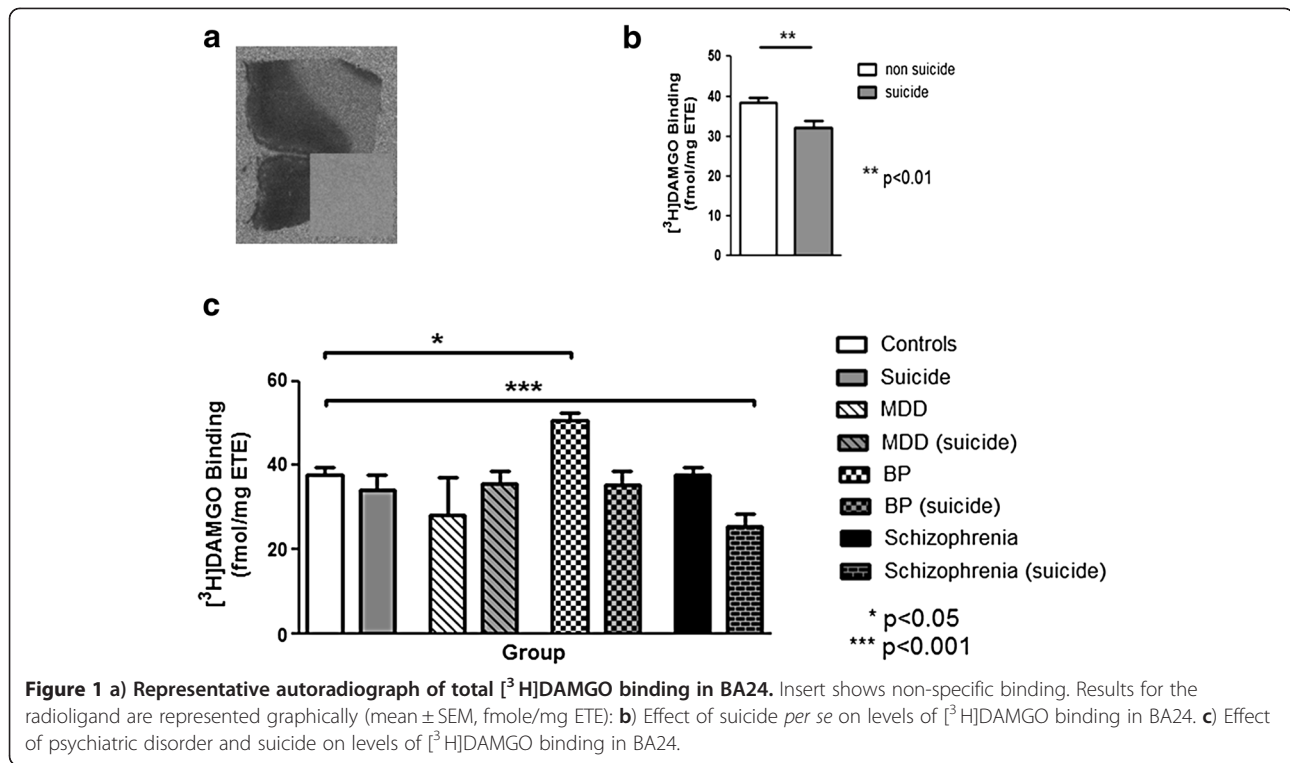 a
b
**
50
40
30
20
10
0
[³H]DAMGO Binding
(fmol/mg ETE)
non suicide
suicide
** p<0.01
c
*
***
60
40
20
0
[³H]DAMGO Binding
(fmol/mg ETE)
Group
Controls
Suicide
MDD
MDD (suicide)
BP
BP (suicide)
Schizophrenia
Schizophrenia (suicide)
* p<0.05
*** p<0.001
Figure 1 a) Representative autoradiograph of total [³H]DAMGO binding in BA24. Insert shows non-specific binding. Results for the
radioligand are represented graphically (mean ± SEM, fmole/mg ETE): b) Effect of suicide per se on levels of [³H]DAMGO binding in BA24. c) Effect
of psychiatric disorder and suicide on levels of [³H]DAMGO binding in BA24.